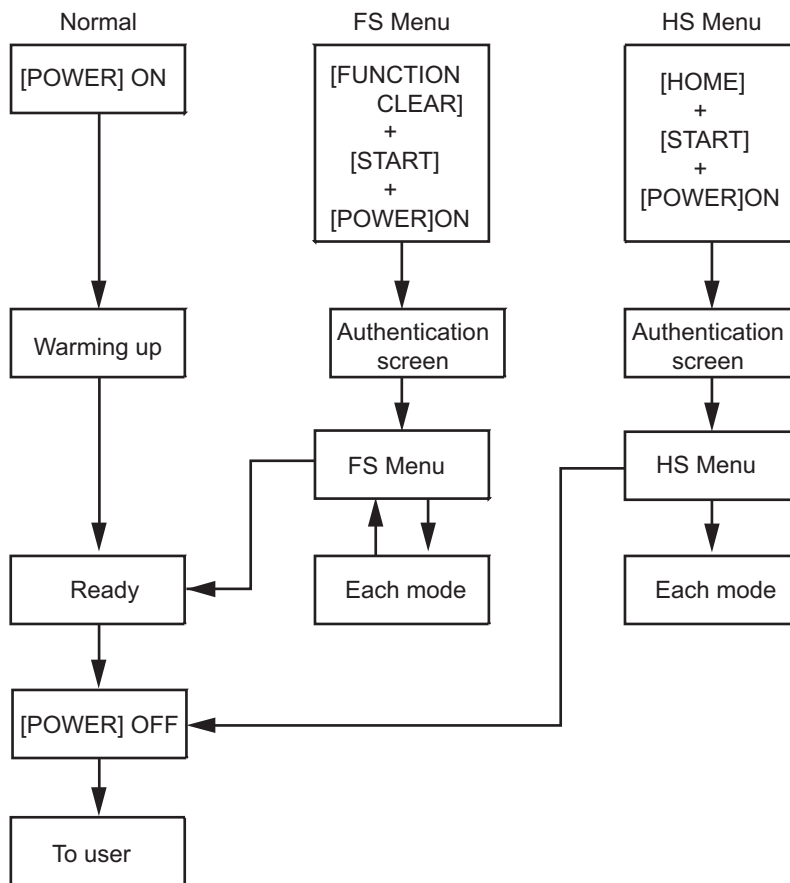 Normal
FS Menu
HS Menu
[POWER] ON
[FUNCTION
CLEAR]
+
[START]
+
[POWER]ON
[HOME]
+
[START]
+
[POWER]ON
Warming up
Authentication
screen
Authentication
screen
FS Menu
HS Menu
Ready
Each mode
Each mode
[POWER] OFF
To user